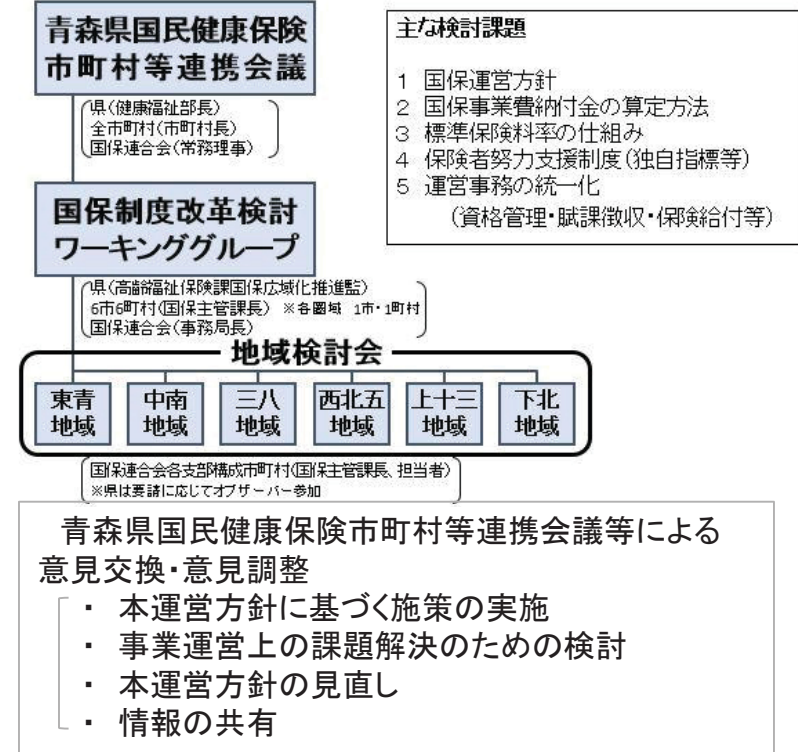 青森県国民健康保険
市町村等連携会議
県(健康福祉部長)
全市町村(市町村長)
国保連合会(常務理事)
主な検討課題
1 国保運営方針
2 国保事業費納付金の算定方法
3 標準保険料率の仕組み
4 保険者努力支援制度(独自指標等)
5 運営事務の統一化
(資格管理・賦課徴収・保険給付等)
国保制度改革検討
ワーキンググループ
県(高齢福祉保険課国保広域化推進監)
6市6町村(国保主管課長) ※各圏域 1市・1町村
国保連合会(事務局長)
地域検討会
東青
地域
中南
地域
三八
地域
西北五
地域
上十三
地域
下北
地域
国保連合会各支部構成市町村(国保主管課長、担当者)
※県は要請に応じてオブザーバー参加
青森県国民健康保険市町村等連携会議等による
意見交換・意見調整
・ 本運営方針に基づく施策の実施
・ 事業運営上の課題解決のための検討
・ 本運営方針の見直し
・ 情報の共有